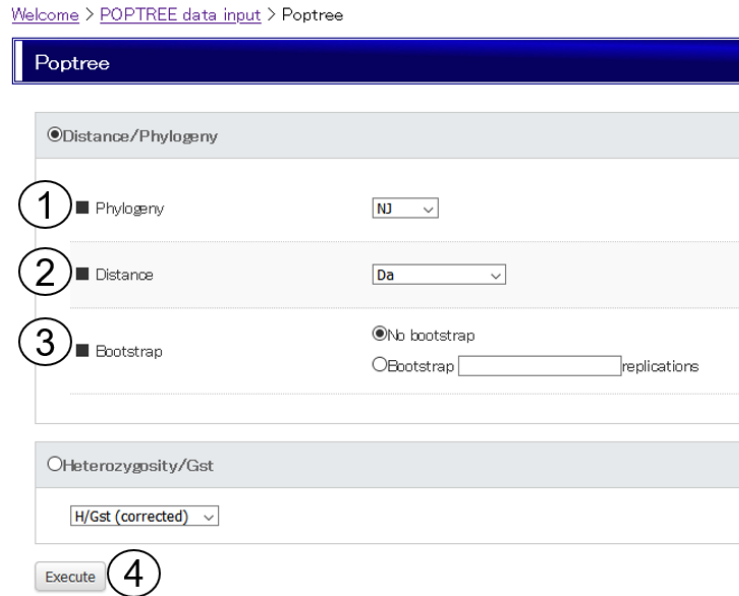 Welcome > POPTREE data input > Poptree
Poptree
Distance/Phylogeny
1 Phylogeny NJ
2 Distance Da
3 Bootstrap No bootstrap
Bootstrap replications
Heterozygosity/Gst
H/Gst (corrected)
Execute 4